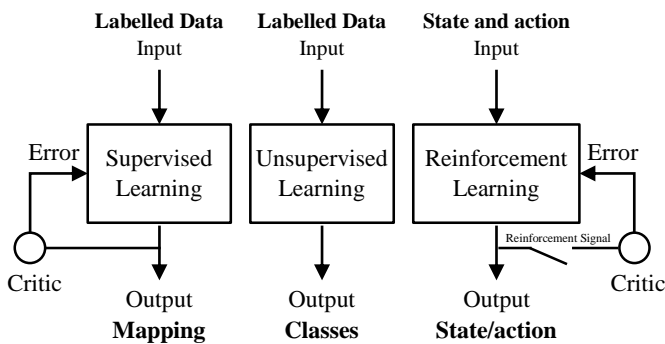 Labelled Data
Input
Labelled Data
Input
State and action
Input
Error
Supervised
Learning
Unsupervised
Learning
Reinforcement
Learning
Error
Reinforcement Signal
Critic
Critic
Output
Mapping
Output
Classes
Output
State/action